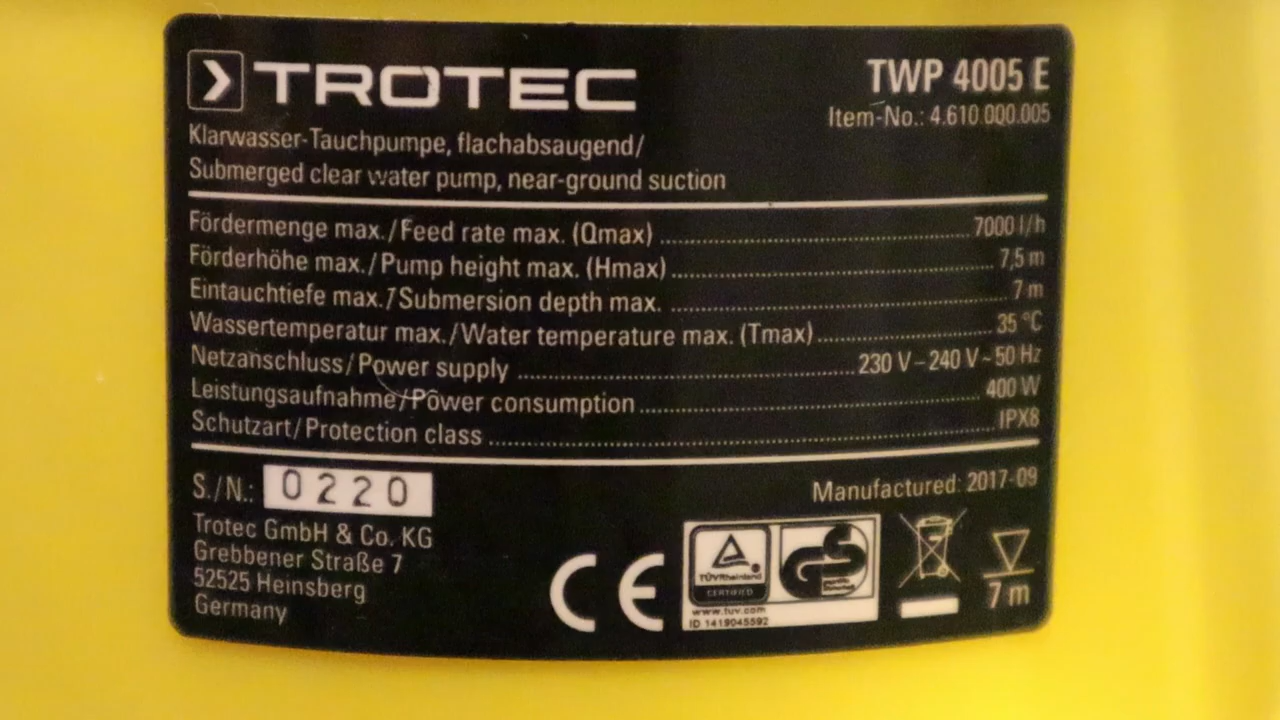 TROTEC
TWP 4005 E
Item-No.: 4.610.000.005
Klarwasser-Tauchpumpe, flachabsaugend/
Submerged clear water pump, near-ground suction
Fördermenge max./Feed rate max. (Qmax) ........ 7000 l/h
Förderhöhe max./Pump height max. (Hmax) ........ 7,5 m
Eintauchtiefe max./Submersion depth max. ........ 7 m
Wassertemperatur max./Water temperature max. (Tmax) ........ 35 °C
Netzanschluss/Power supply ........ 230 V – 240 V ~ 50 Hz
Leistungsaufnahme/Power consumption ........ 400 W
Schutzart/Protection class ........ IPX8
S./N.: 0220
Manufactured: 2017-09
Trotec GmbH & Co. KG
Grebbener Straße 7
52525 Heinsberg
Germany
CE
TÜVRheinland
CERTIFIED
geprüfte Sicherheit
www.tuv.com
ID 1419045592
7 m